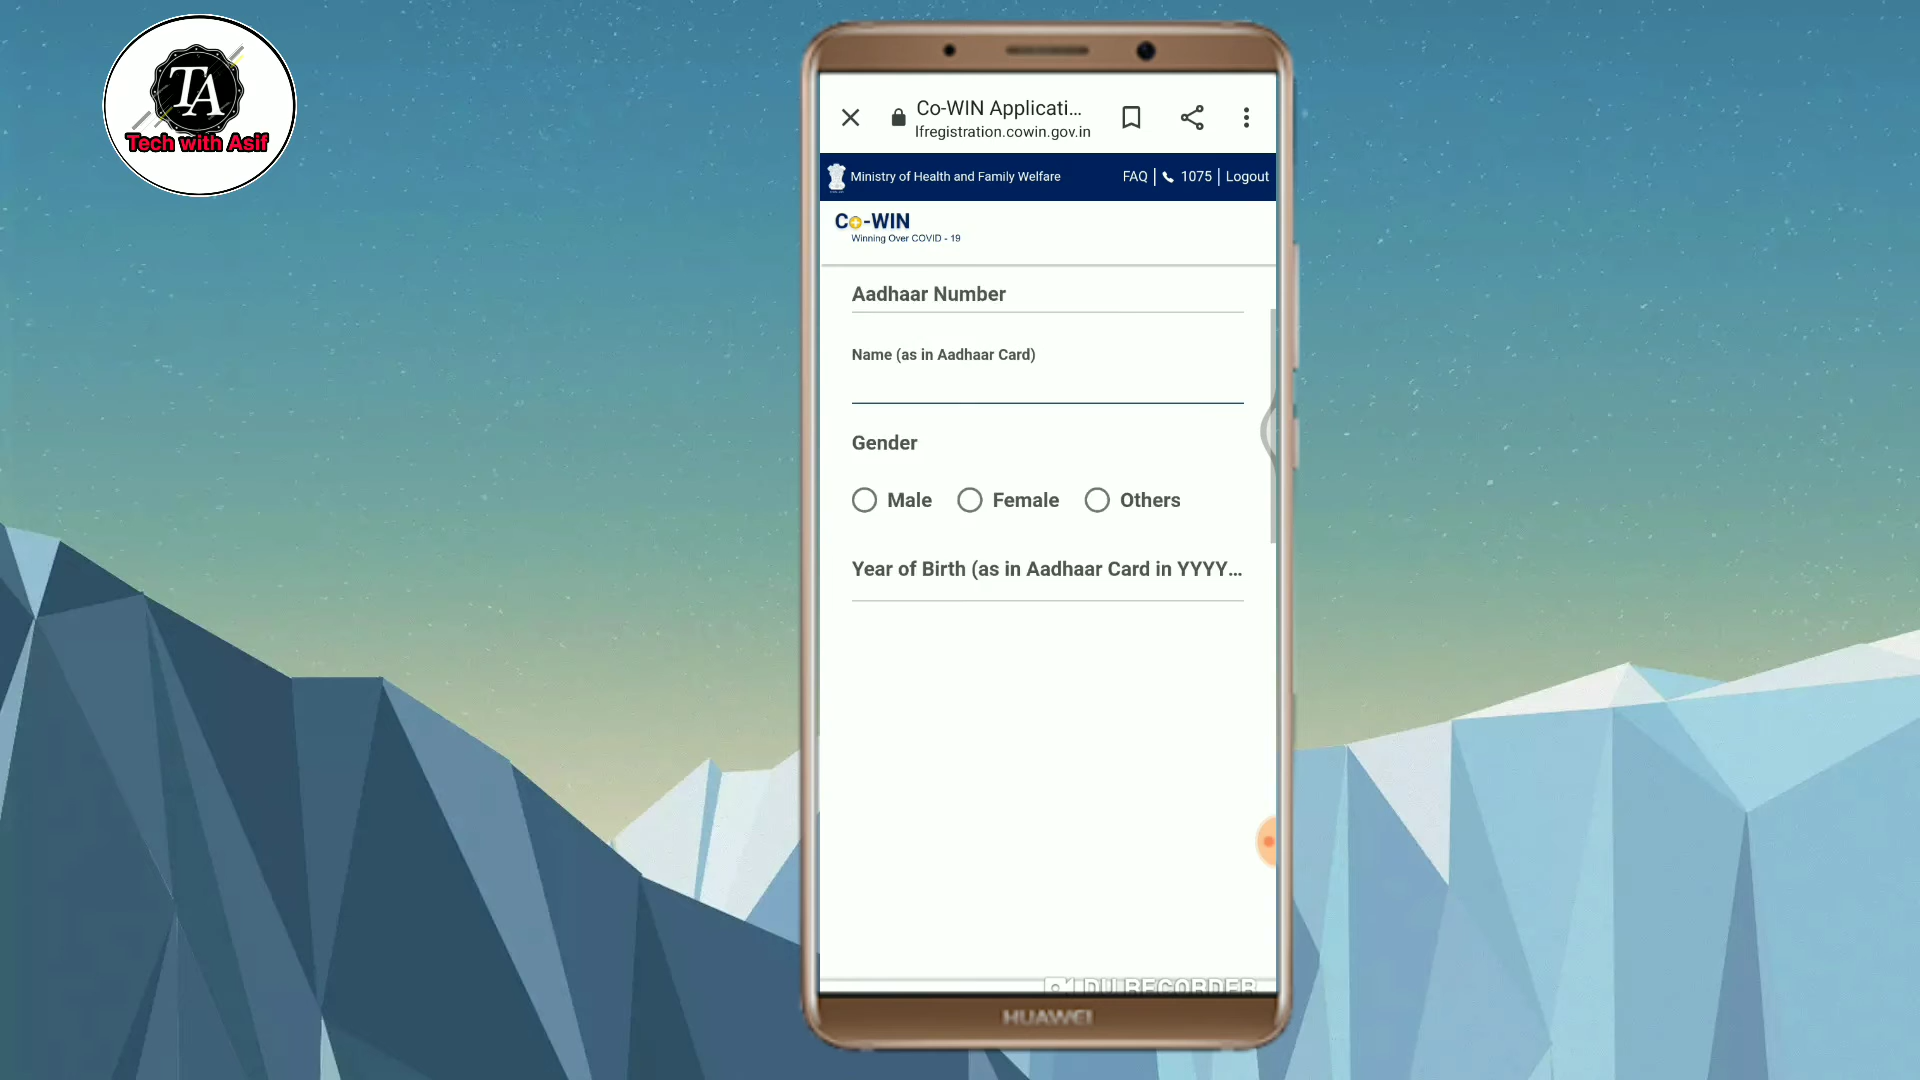 TA
Tech with Asif
Co-WIN Applicati...
lfregistration.cowin.gov.in
Ministry of Health and Family Welfare
FAQ | 1075 | Logout
Co-WIN
Winning Over COVID - 19
Aadhaar Number
Name (as in Aadhaar Card)
Gender
Male Female Others
Year of Birth (as in Aadhaar Card in YYYY...
DU RECORDER
HUAWEI